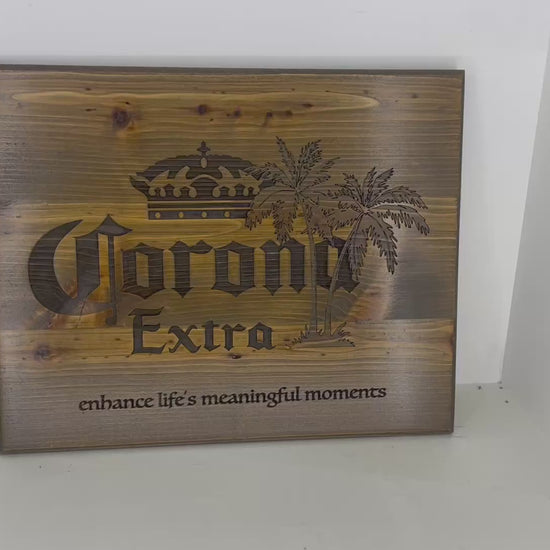 Corona
Extra
enhance life's meaningful moments